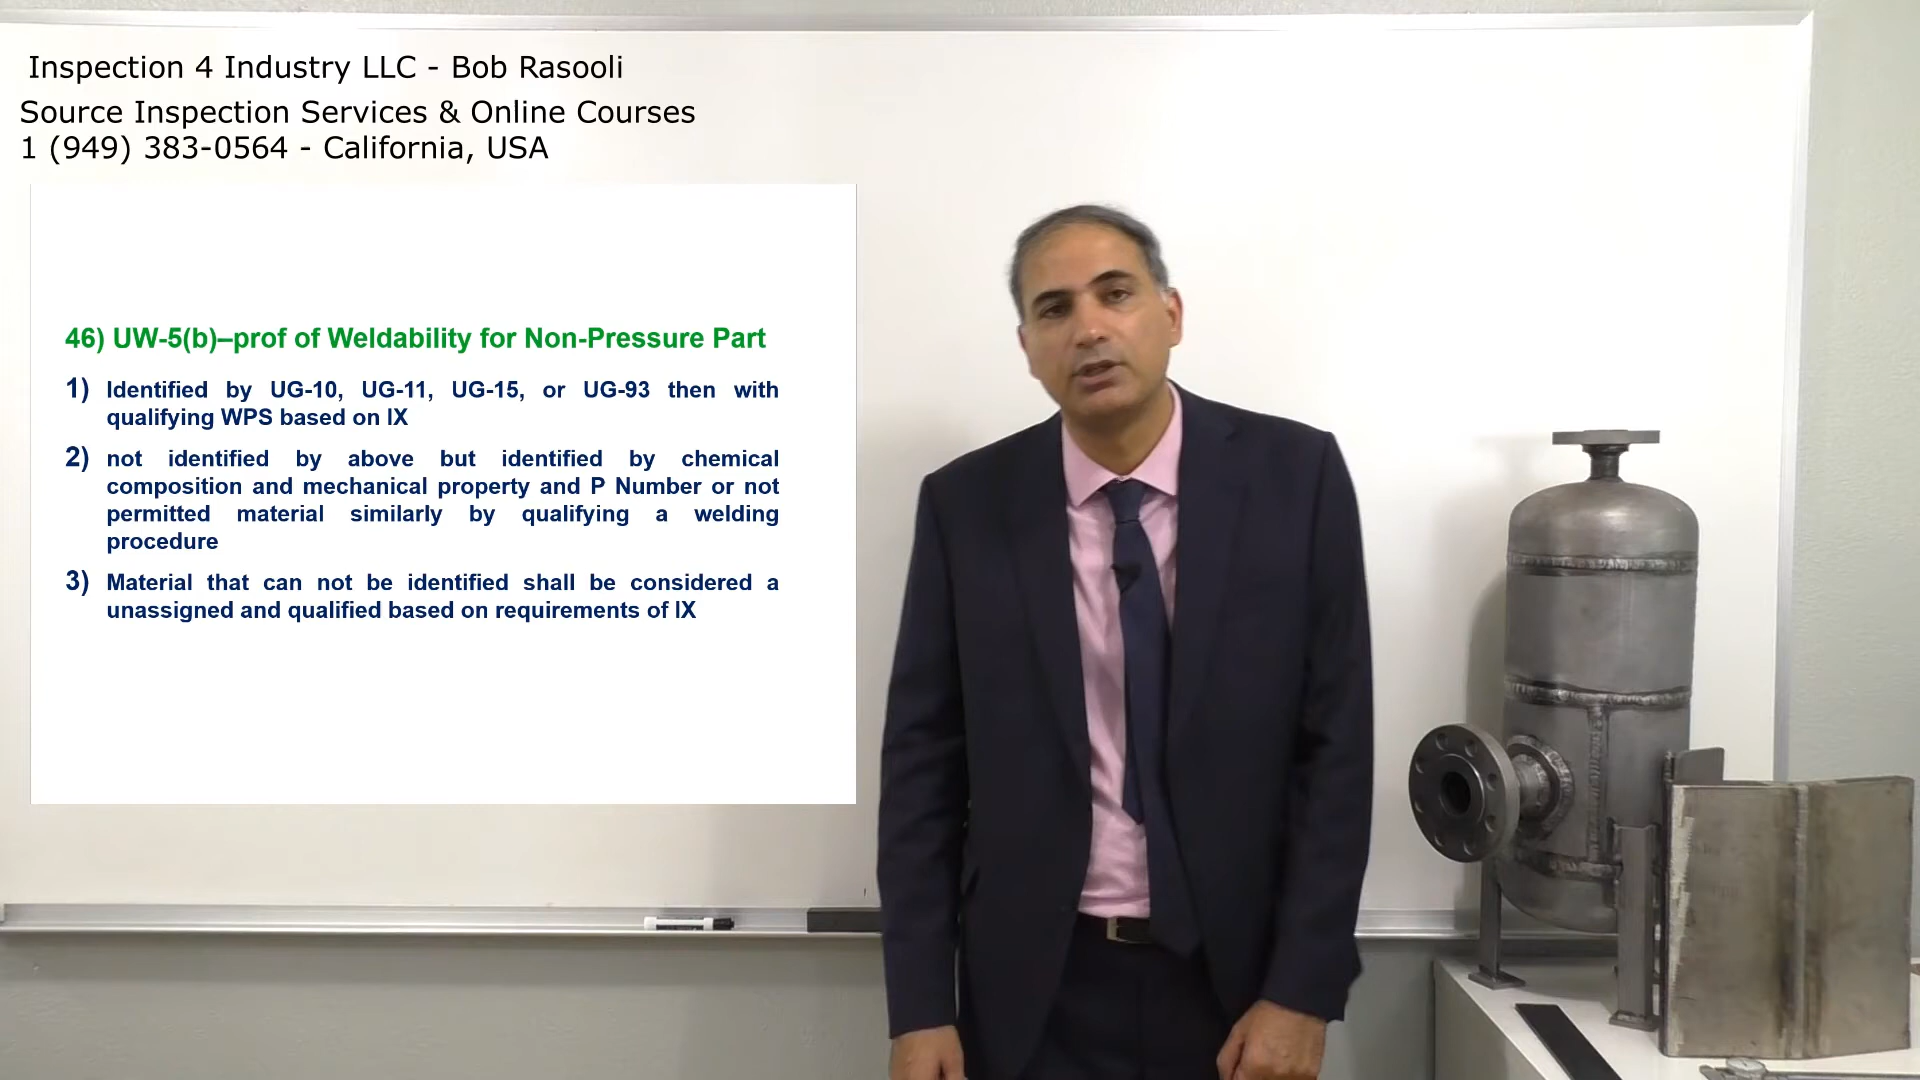 Inspection 4 Industry LLC - Bob Rasooli
Source Inspection Services & Online Courses
1 (949) 383-0564 - California, USA
46) UW-5(b)–prof of Weldability for Non-Pressure Part
1) Identified by UG-10, UG-11, UG-15, or UG-93 then with
qualifying WPS based on IX
2) not identified by above but identified by chemical
composition and mechanical property and P Number or not
permitted material similarly by qualifying a welding
procedure
3) Material that can not be identified shall be considered a
unassigned and qualified based on requirements of IX